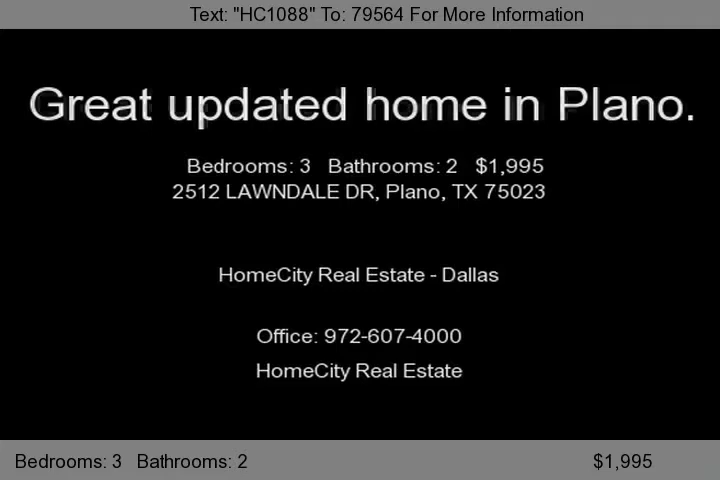 Text: "HC1088" To: 79564 For More Information
Great updated home in Plano.
Bedrooms: 3 Bathrooms: 2 $1,995
2512 LAWNDALE DR, Plano, TX 75023
HomeCity Real Estate - Dallas
Office: 972-607-4000
HomeCity Real Estate
Bedrooms: 3 Bathrooms: 2 $1,995